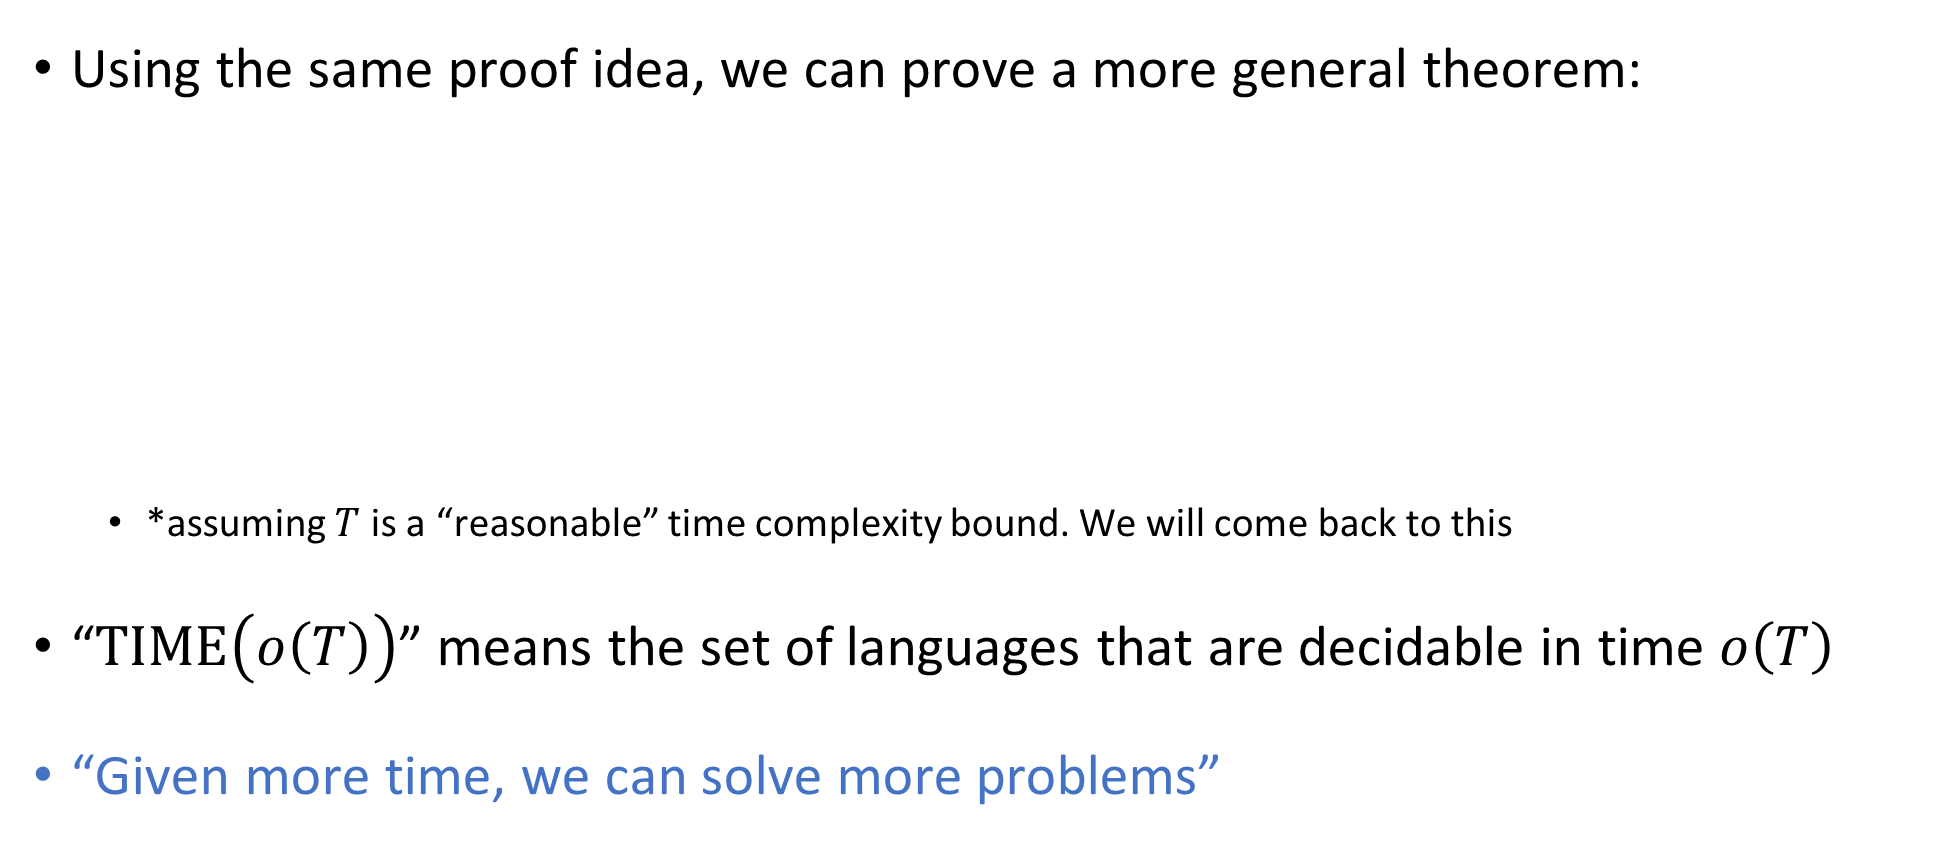 • Using the same proof idea, we can prove a more general theorem:
• *assuming 𝑇 is a “reasonable” time complexity bound. We will come back to this
• “TIME(𝑜(𝑇))” means the set of languages that are decidable in time 𝑜(𝑇)
• “Given more time, we can solve more problems”